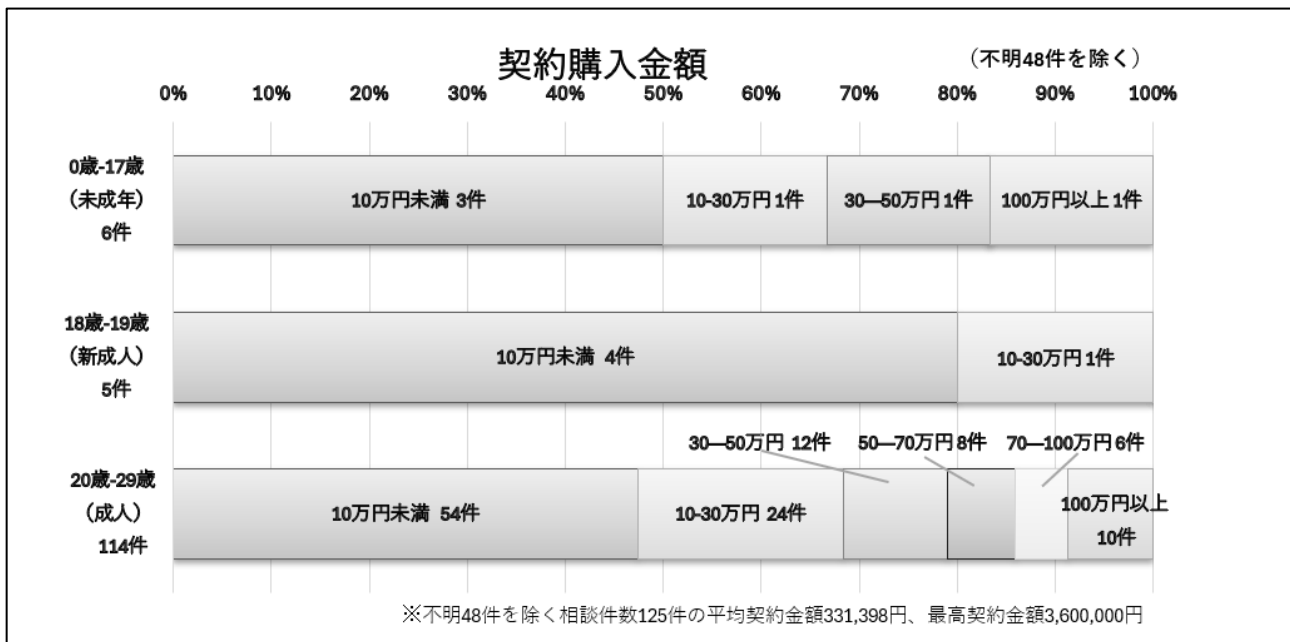 契約購入金額
（不明48件を除く）
0% 10% 20% 30% 40% 50% 60% 70% 80% 90% 100%
0歳-17歳
（未成年）
6件
10万円未満 3件
10-30万円 1件
30—50万円 1件
100万円以上 1件
18歳-19歳
（新成人）
5件
10万円未満 4件
10-30万円 1件
30—50万円 12件
50—70万円 8件
70—100万円 6件
20歳-29歳
（成人）
114件
10万円未満 54件
10-30万円 24件
100万円以上
10件
※不明48件を除く相談件数125件の平均契約金額331,398円、最高契約金額3,600,000円